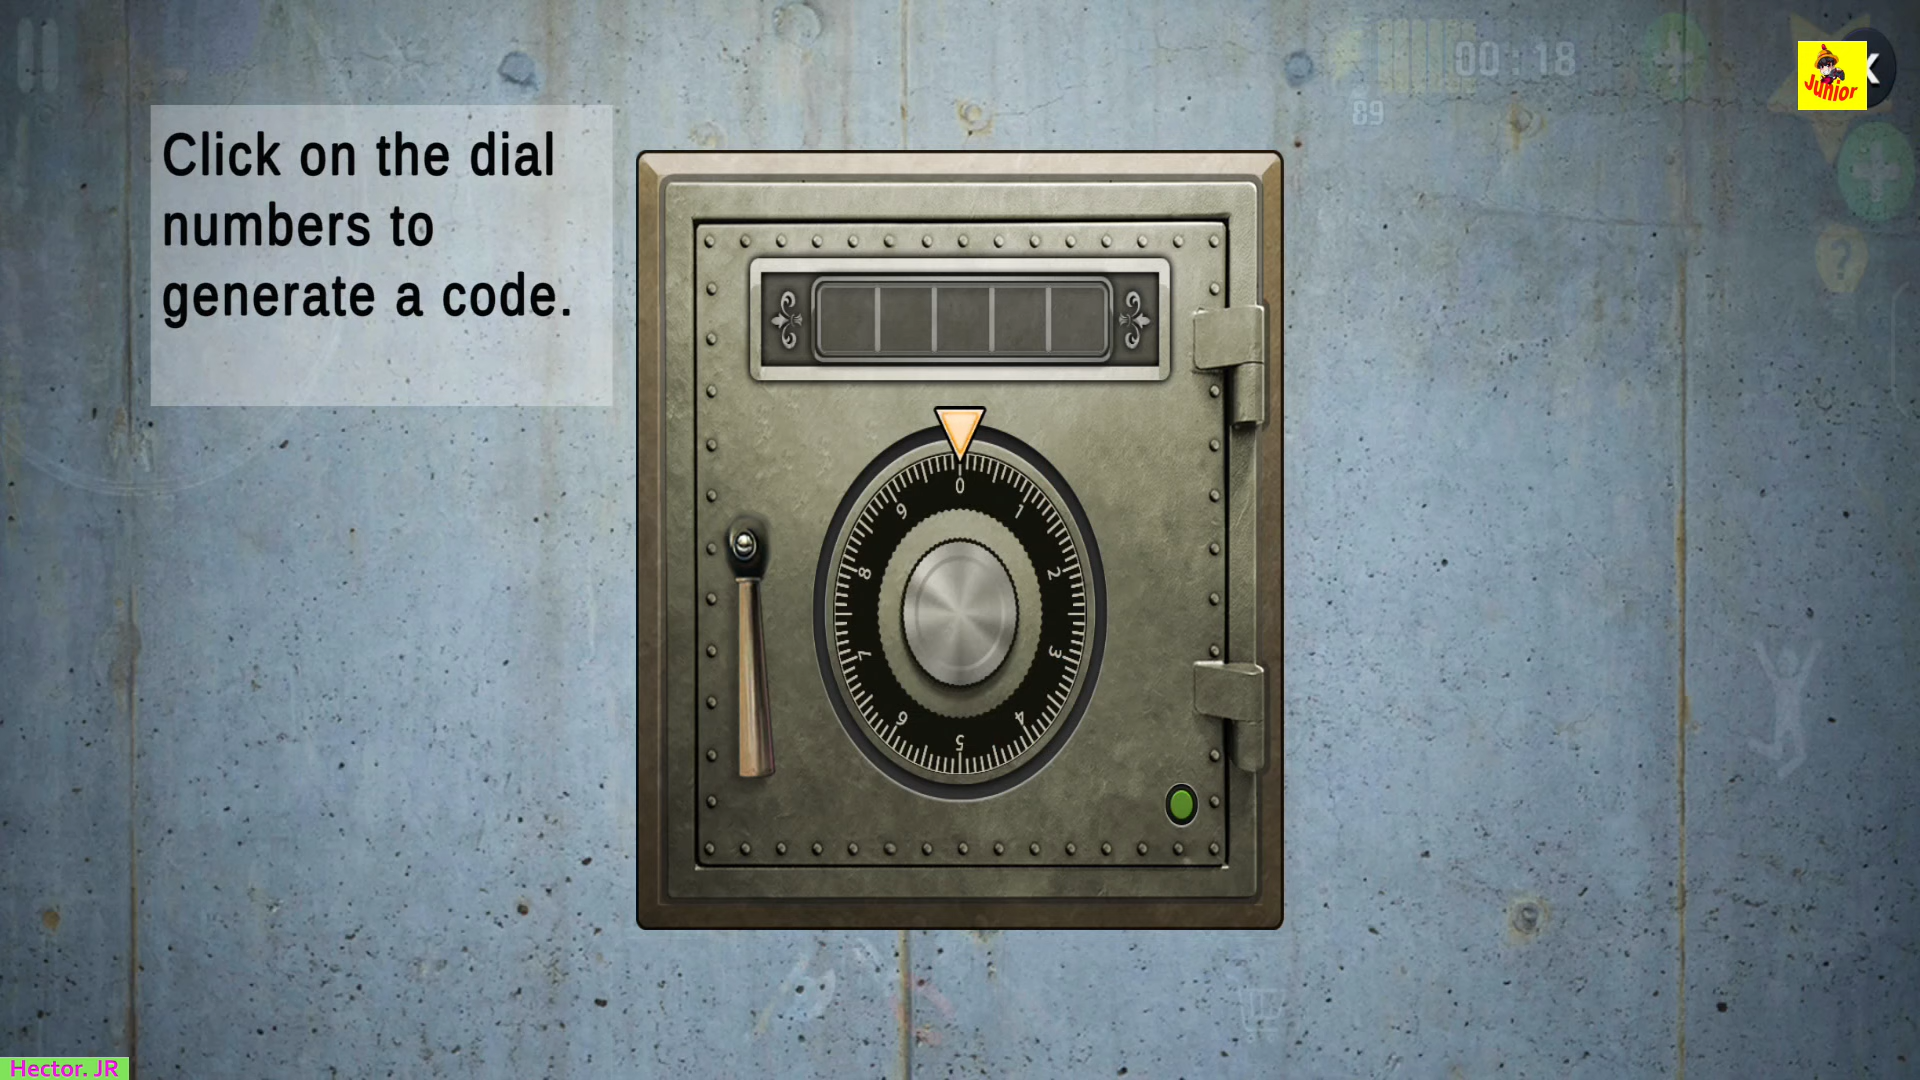 00:18
89
Junior
Click on the dial
numbers to
generate a code.
0
9 1
8 2
7 3
6 4
5
Hector. JR